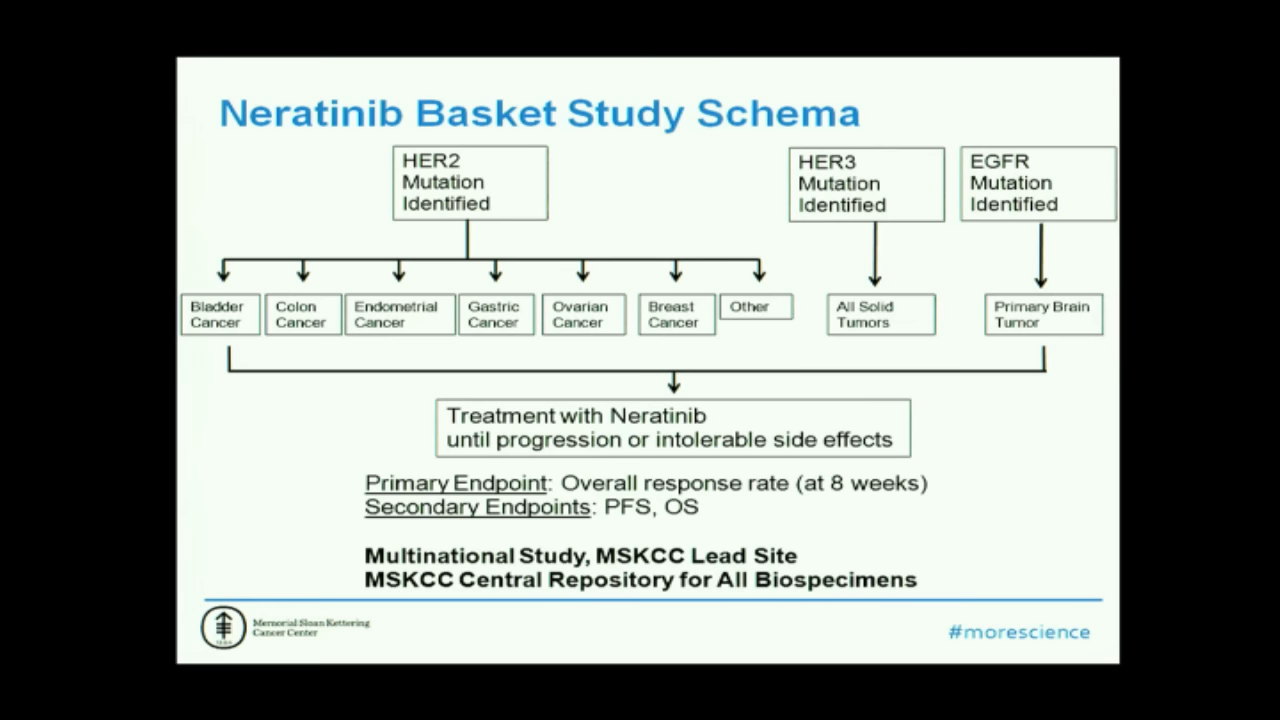 Neratinib Basket Study Schema
HER2
Mutation
Identified
HER3
Mutation
Identified
EGFR
Mutation
Identified
Bladder
Cancer
Colon
Cancer
Endometrial
Cancer
Gastric
Cancer
Ovarian
Cancer
Breast
Cancer
Other
All Solid
Tumors
Primary Brain
Tumor
Treatment with Neratinib
until progression or intolerable side effects
Primary Endpoint: Overall response rate (at 8 weeks)
Secondary Endpoints: PFS, OS
Multinational Study, MSKCC Lead Site
MSKCC Central Repository for All Biospecimens
Memorial Sloan Kettering
Cancer Center
#morescience